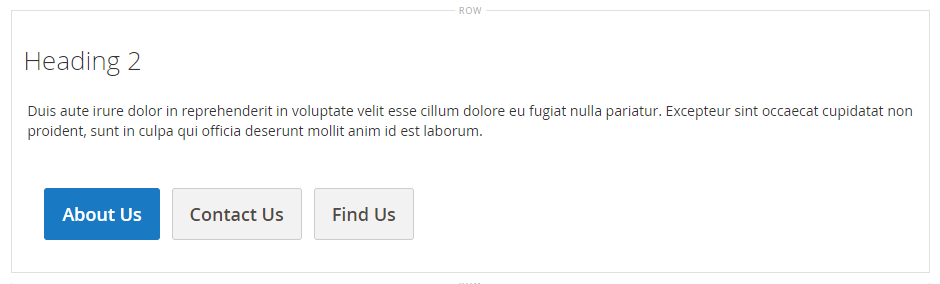 ROW
Heading 2
Duis aute irure dolor in reprehenderit in voluptate velit esse cillum dolore eu fugiat nulla pariatur. Excepteur sint occaecat cupidatat non
proident, sunt in culpa qui officia deserunt mollit anim id est laborum.
About Us Contact Us Find Us